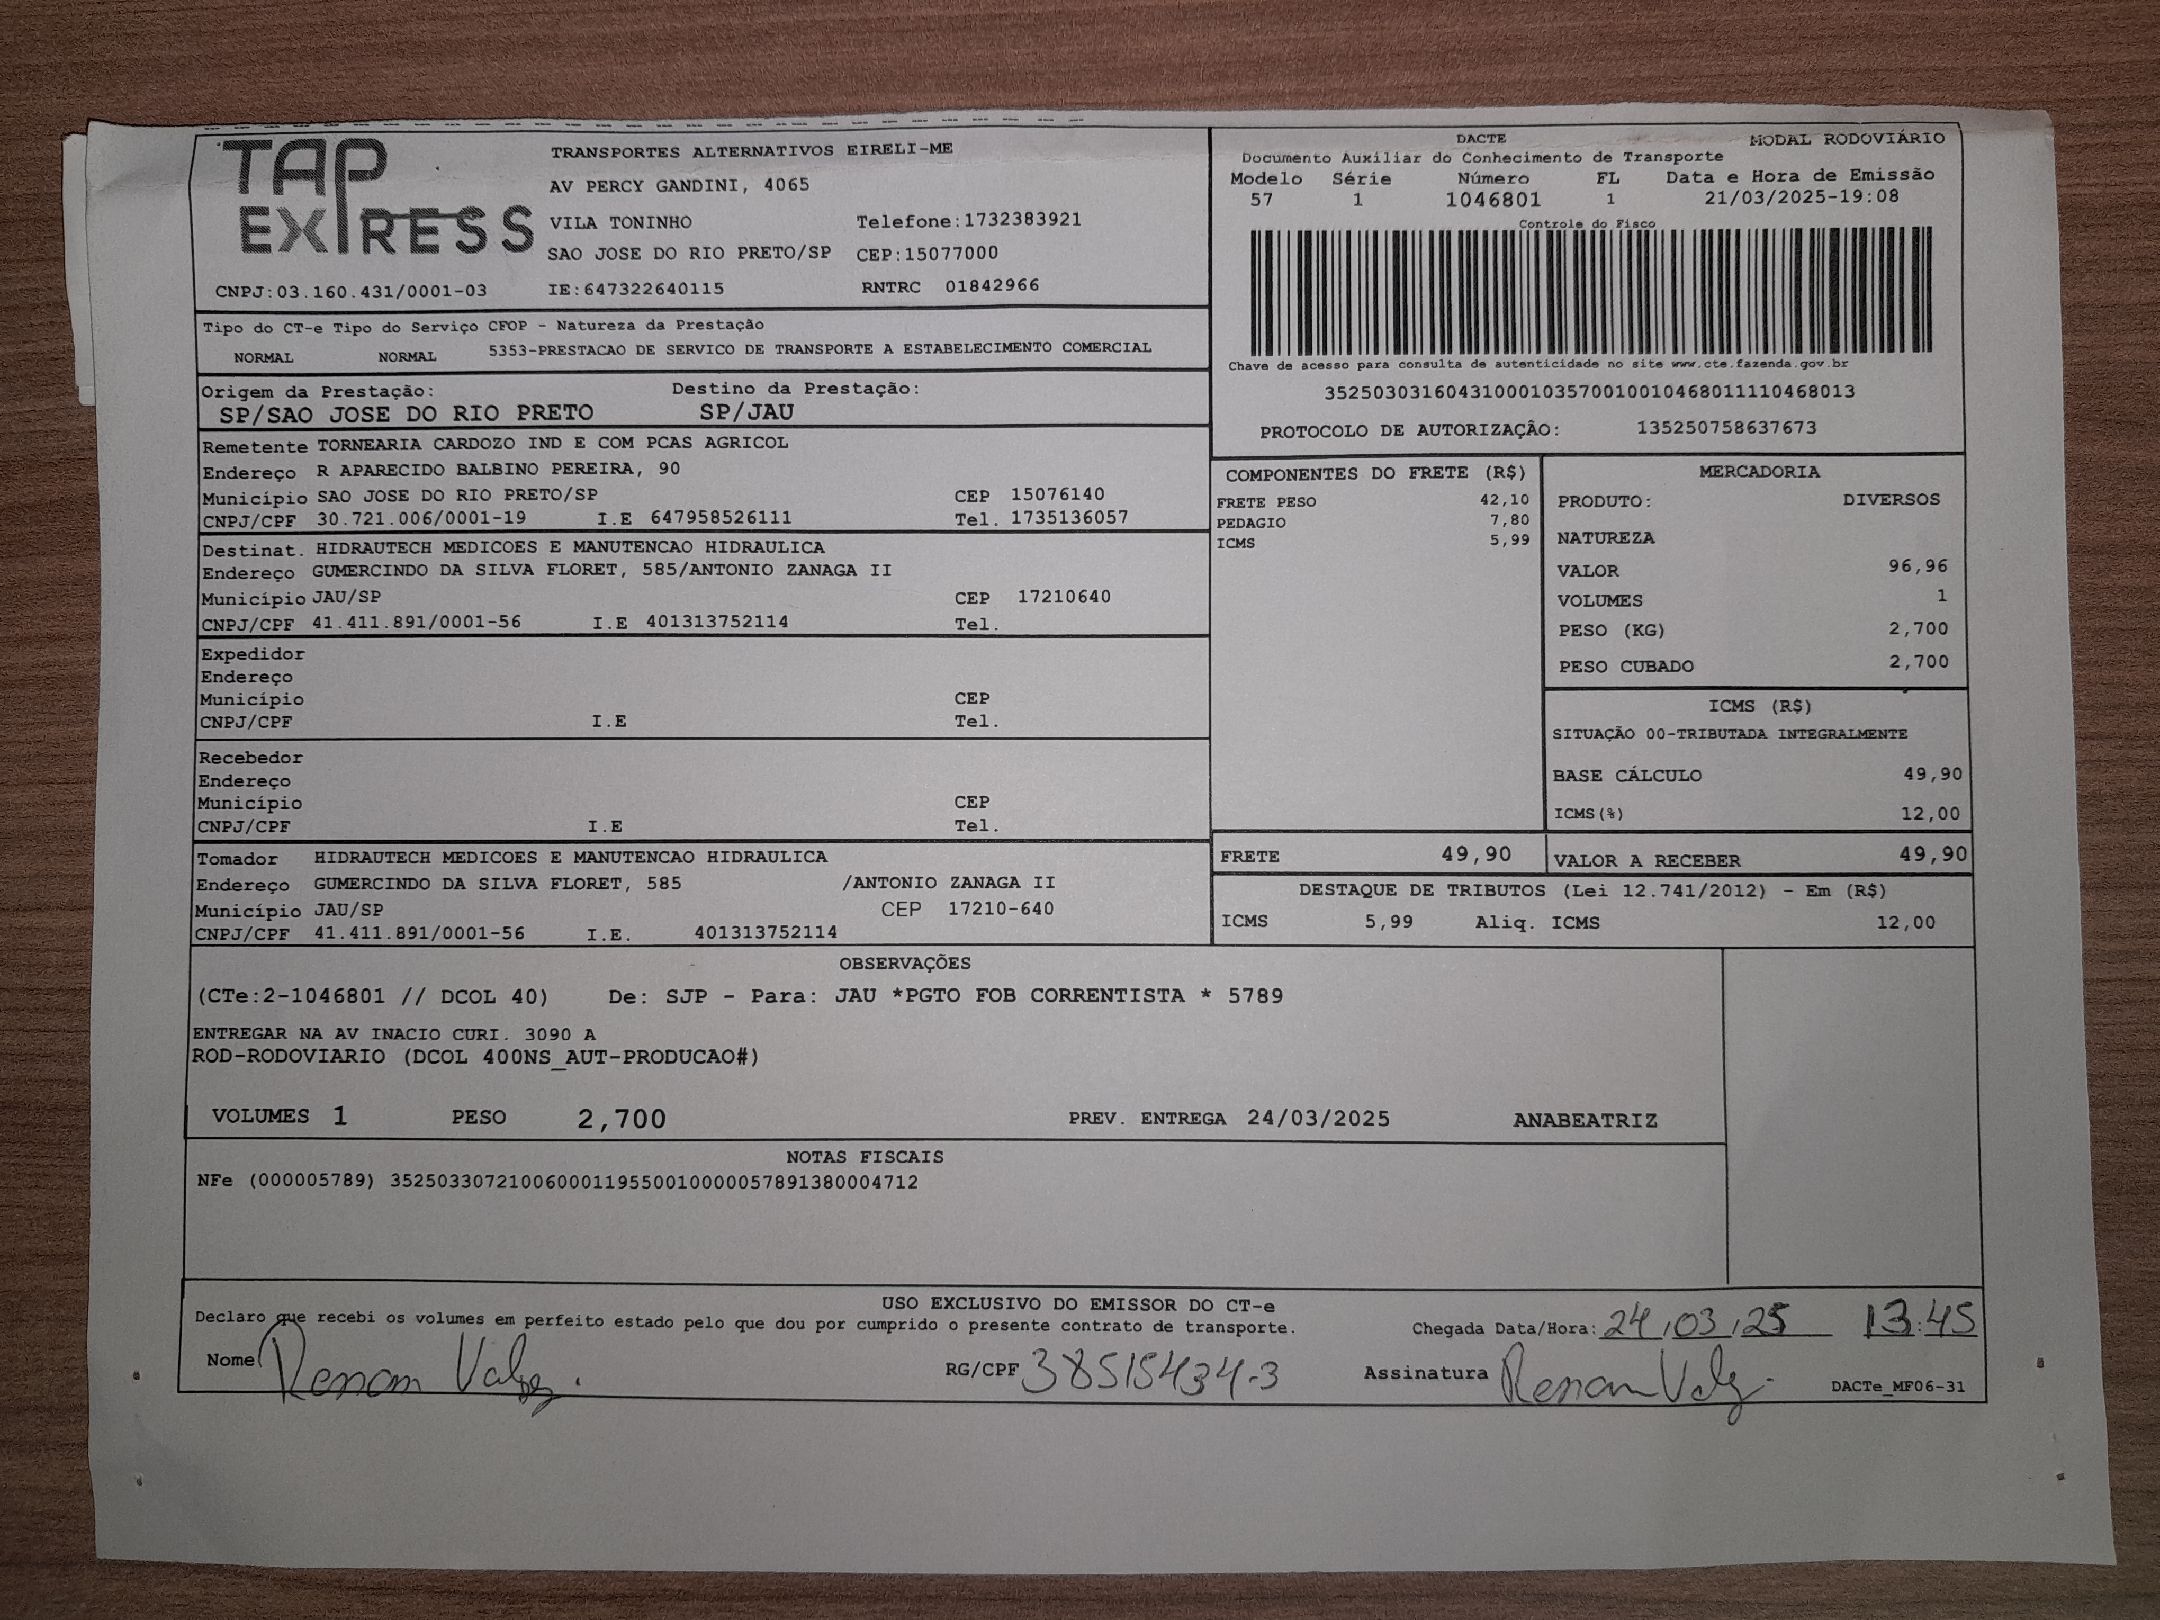 TAP EXPRESS
TRANSPORTES ALTERNATIVOS EIRELI-ME
AV PERCY GANDINI, 4065
VILA TONINHO Telefone:1732383921
SAO JOSE DO RIO PRETO/SP CEP:15077000
CNPJ:03.160.431/0001-03 IE:647322640115 RNTRC 01842966
DACTE MODAL RODOVIÁRIO
Documento Auxiliar do Conhecimento de Transporte
Modelo Série Número FL Data e Hora de Emissão
57 1 1046801 1 21/03/2025-19:08
Controle do Fisco
Chave de acesso para consulta de autenticidade no site www.cte.fazenda.gov.br
35250303160431000103570010010468011110468013
PROTOCOLO DE AUTORIZAÇÃO: 135250758637673
Tipo do CT-e Tipo do Serviço CFOP - Natureza da Prestação
NORMAL NORMAL 5353-PRESTACAO DE SERVICO DE TRANSPORTE A ESTABELECIMENTO COMERCIAL
Origem da Prestação: Destino da Prestação:
SP/SAO JOSE DO RIO PRETO SP/JAU
Remetente TORNEARIA CARDOZO IND E COM PCAS AGRICOL
Endereço R APARECIDO BALBINO PEREIRA, 90
Município SAO JOSE DO RIO PRETO/SP CEP 15076140
CNPJ/CPF 30.721.006/0001-19 I.E 647958526111 Tel. 1735136057
Destinat. HIDRAUTECH MEDICOES E MANUTENCAO HIDRAULICA
Endereço GUMERCINDO DA SILVA FLORET, 585/ANTONIO ZANAGA II
Município JAU/SP CEP 17210640
CNPJ/CPF 41.411.891/0001-56 I.E 401313752114 Tel.
Expedidor
Endereço
Município CEP
CNPJ/CPF I.E Tel.
Recebedor
Endereço
Município CEP
CNPJ/CPF I.E Tel.
Tomador HIDRAUTECH MEDICOES E MANUTENCAO HIDRAULICA
Endereço GUMERCINDO DA SILVA FLORET, 585 /ANTONIO ZANAGA II
Município JAU/SP CEP 17210-640
CNPJ/CPF 41.411.891/0001-56 I.E. 401313752114
COMPONENTES DO FRETE (R$)
FRETE PESO 42,10
PEDAGIO 7,80
ICMS 5,99
MERCADORIA
PRODUTO: DIVERSOS
NATUREZA
VALOR 96,96
VOLUMES 1
PESO (KG) 2,700
PESO CUBADO 2,700
ICMS (R$)
SITUAÇÃO 00-TRIBUTADA INTEGRALMENTE
BASE CÁLCULO 49,90
ICMS(%) 12,00
FRETE 49,90 VALOR A RECEBER 49,90
DESTAQUE DE TRIBUTOS (Lei 12.741/2012) - Em (R$)
ICMS 5,99 Aliq. ICMS 12,00
OBSERVAÇÕES
(CTe:2-1046801 // DCOL 40) De: SJP - Para: JAU *PGTO FOB CORRENTISTA * 5789
ENTREGAR NA AV INACIO CURI. 3090 A
ROD-RODOVIARIO (DCOL 400NS_AUT-PRODUCAO#)
VOLUMES 1 PESO 2,700 PREV. ENTREGA 24/03/2025 ANABEATRIZ
NOTAS FISCAIS
NFe (000005789) 35250330721006000119550010000057891380004712
USO EXCLUSIVO DO EMISSOR DO CT-e
Declaro que recebi os volumes em perfeito estado pelo que dou por cumprido o presente contrato de transporte. Chegada Data/Hora: 24/03/25 13:45
Nome Renan RG/CPF 38515434-3 Assinatura Renan
DACTe_MF06-31